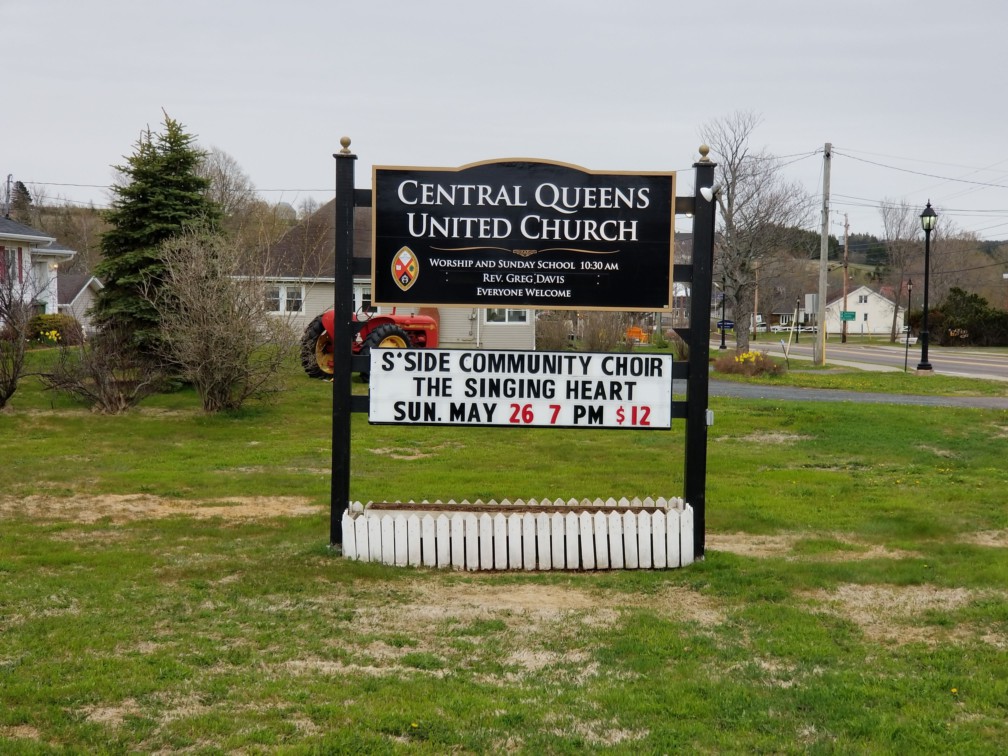 CENTRAL QUEENS
UNITED CHURCH
WORSHIP AND SUNDAY SCHOOL 10:30 AM
REV. GREG DAVIS
EVERYONE WELCOME
S*SIDE COMMUNITY CHOIR
THE SINGING HEART
SUN. MAY 26 7 PM $12